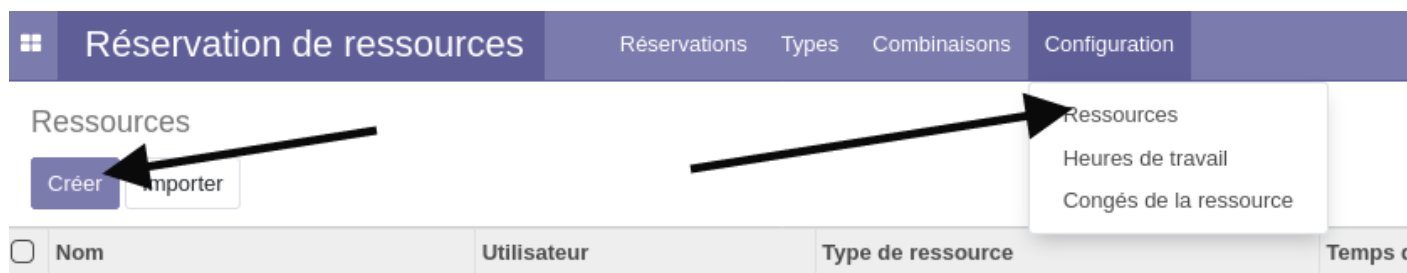 Réservation de ressources Réservations Types Combinaisons Configuration
Ressources
Ressources
Heures de travail
Créer Importer
Congés de la ressource
Nom Utilisateur Type de ressource Temps